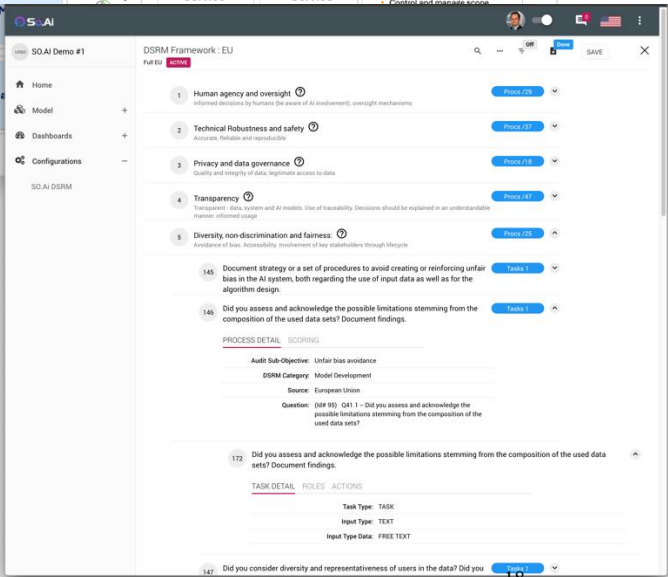 Control and manage scope
So.Ai
SO.AI Demo #1
DSRM Framework : EU
Full EU ACTIVE
Off
Done
SAVE
Home
Model
Dashboards
Configurations
SO.Ai DSRM
1 Human agency and oversight
Procs /29
informed decisions by humans (be aware of AI involvement); oversight mechanisms
2 Technical Robustness and safety
Procs /37
Accurate, Reliable and reproducible
3 Privacy and data governance
Procs /18
Quality and integrity of data, legitimate access to data
4 Transparency
Procs /47
Transparent - data, system and AI models. Use of traceability. Decisions should be explained in an understandable
manner. informed usage
5 Diversity, non-discrimination and fairness:
Procs /25
Avoidance of bias. Accessibility. Involvement of key stakeholders through lifecycle
145 Document strategy or a set of procedures to avoid creating or reinforcing unfair
bias in the AI system, both regarding the use of input data as well as for the
algorithm design.
Tasks 1
146 Did you assess and acknowledge the possible limitations stemming from the
composition of the used data sets? Document findings.
Tasks 1
PROCESS DETAIL SCORING
Audit Sub-Objective: Unfair bias avoidance
DSRM Category: Model Development
Source: European Union
Question: (Id# 95) Q41.1 – Did you assess and acknowledge the
possible limitations stemming from the composition of the
used data sets?
172 Did you assess and acknowledge the possible limitations stemming from the composition of the used data
sets? Document findings.
TASK DETAIL ROLES ACTIONS
Task Type: TASK
Input Type: TEXT
Input Type Data: FREE TEXT
147 Did you consider diversity and representativeness of users in the data? Did you
Tasks 1
18